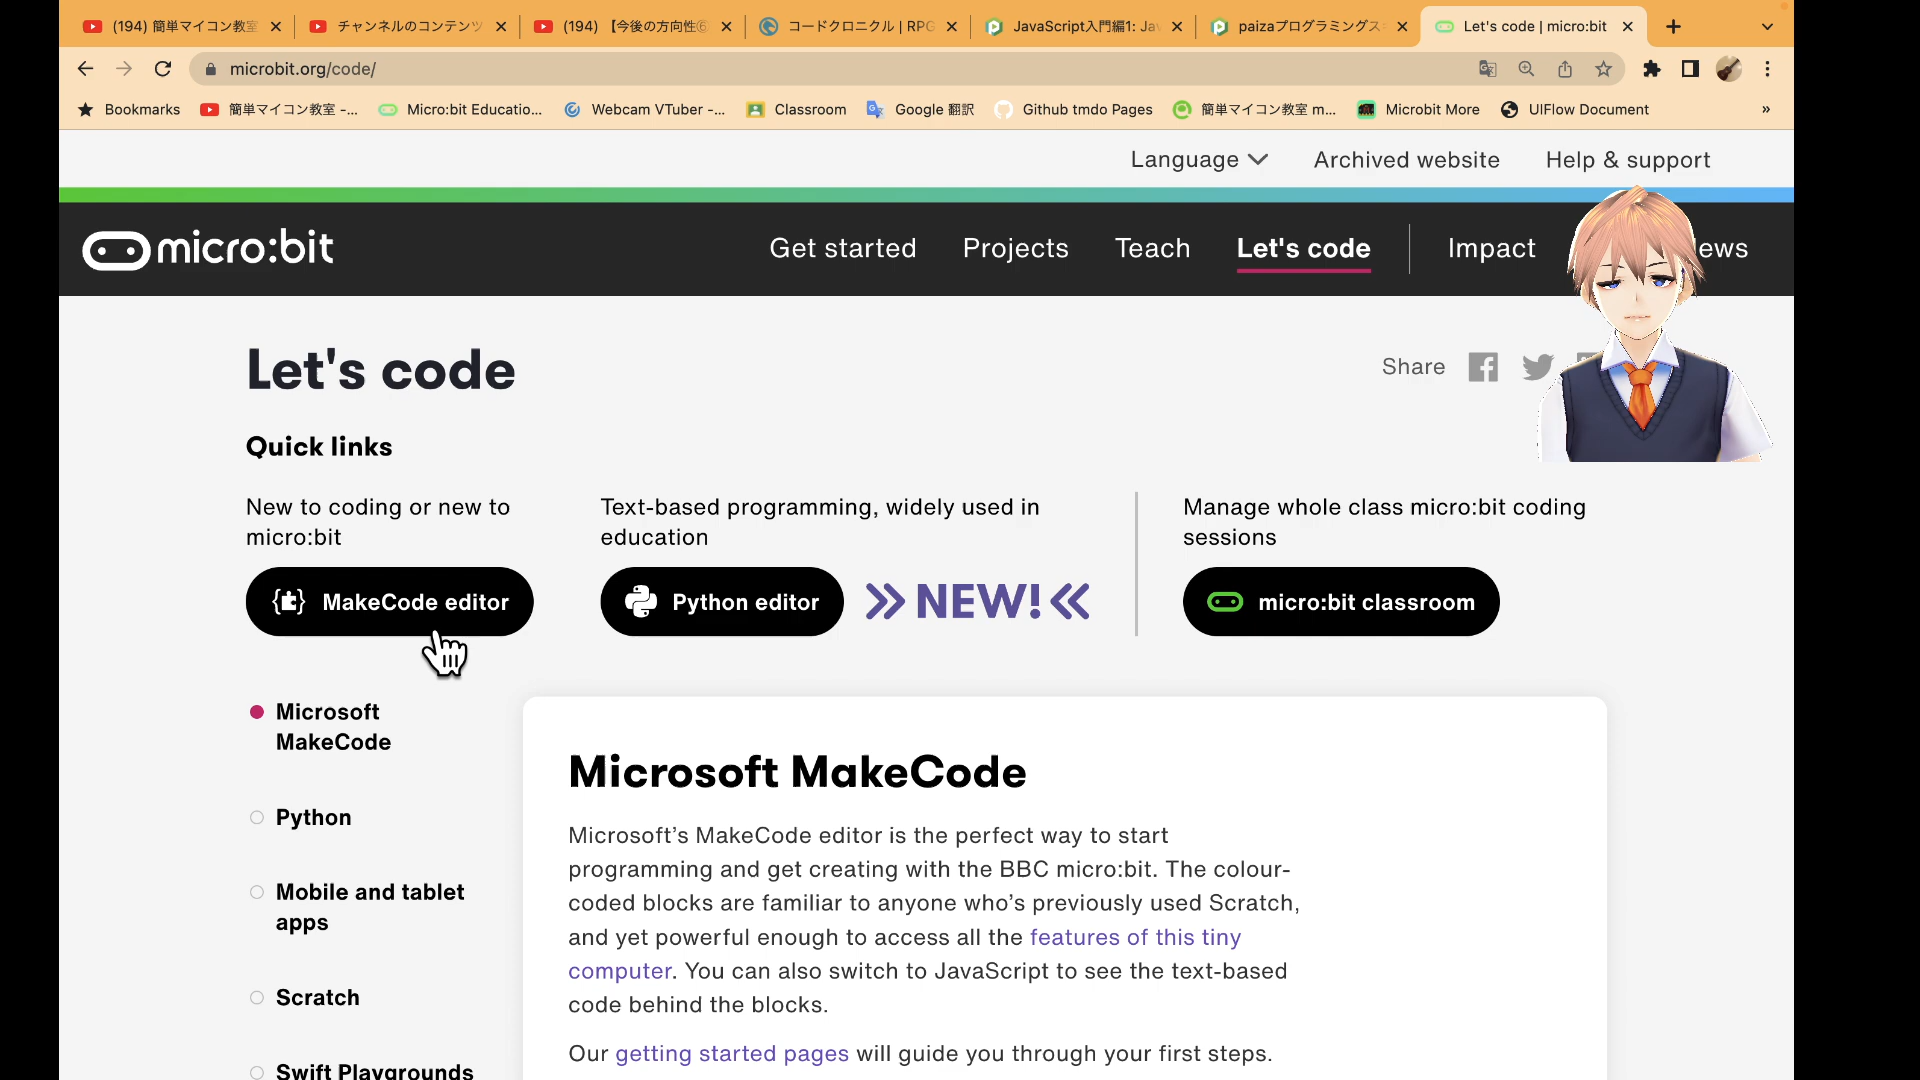 (194) 簡単マイコン教室
チャンネルのコンテンツ
(194) 【今後の方向性⑥
コードクロニクル | RPG
JavaScript入門編1: Jav
paizaプログラミングス
Let's code | micro:bit
microbit.org/code/
Bookmarks
簡単マイコン教室 -...
Micro:bit Educatio...
Webcam VTuber -...
Classroom
Google 翻訳
Github tmdo Pages
簡単マイコン教室 m...
Microbit More
UIFlow Document
»
Language
Archived website
Help & support
micro:bit
Get started
Projects
Teach
Let's code
Impact
ews
Let's code
Share
Quick links
New to coding or new to
micro:bit
MakeCode editor
Text-based programming, widely used in
education
Python editor
>> NEW! <<
Manage whole class micro:bit coding
sessions
micro:bit classroom
Microsoft
MakeCode
Python
Mobile and tablet
apps
Scratch
Swift Playgrounds
Microsoft MakeCode
Microsoft’s MakeCode editor is the perfect way to start
programming and get creating with the BBC micro:bit. The colour-
coded blocks are familiar to anyone who’s previously used Scratch,
and yet powerful enough to access all the features of this tiny
computer. You can also switch to JavaScript to see the text-based
code behind the blocks.
Our getting started pages will guide you through your first steps.